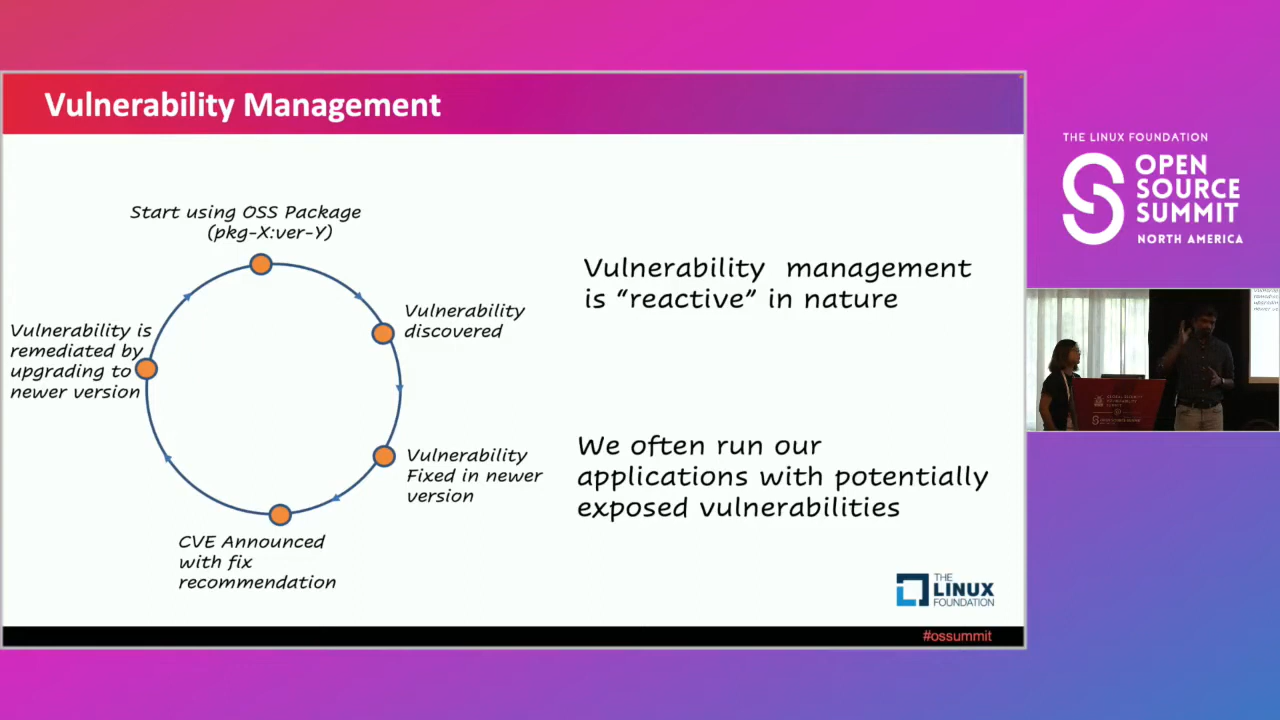 Vulnerability Management
Start using OSS Package
(pkg-X:ver-Y)
Vulnerability
discovered
Vulnerability
Fixed in newer
version
CVE Announced
with fix
recommendation
Vulnerability is
remediated by
upgrading to
newer version
Vulnerability management
is “reactive” in nature
We often run our
applications with potentially
exposed vulnerabilities
THE
LINUX
FOUNDATION
#ossummit
THE LINUX FOUNDATION
OPEN
SOURCE
SUMMIT
NORTH AMERICA